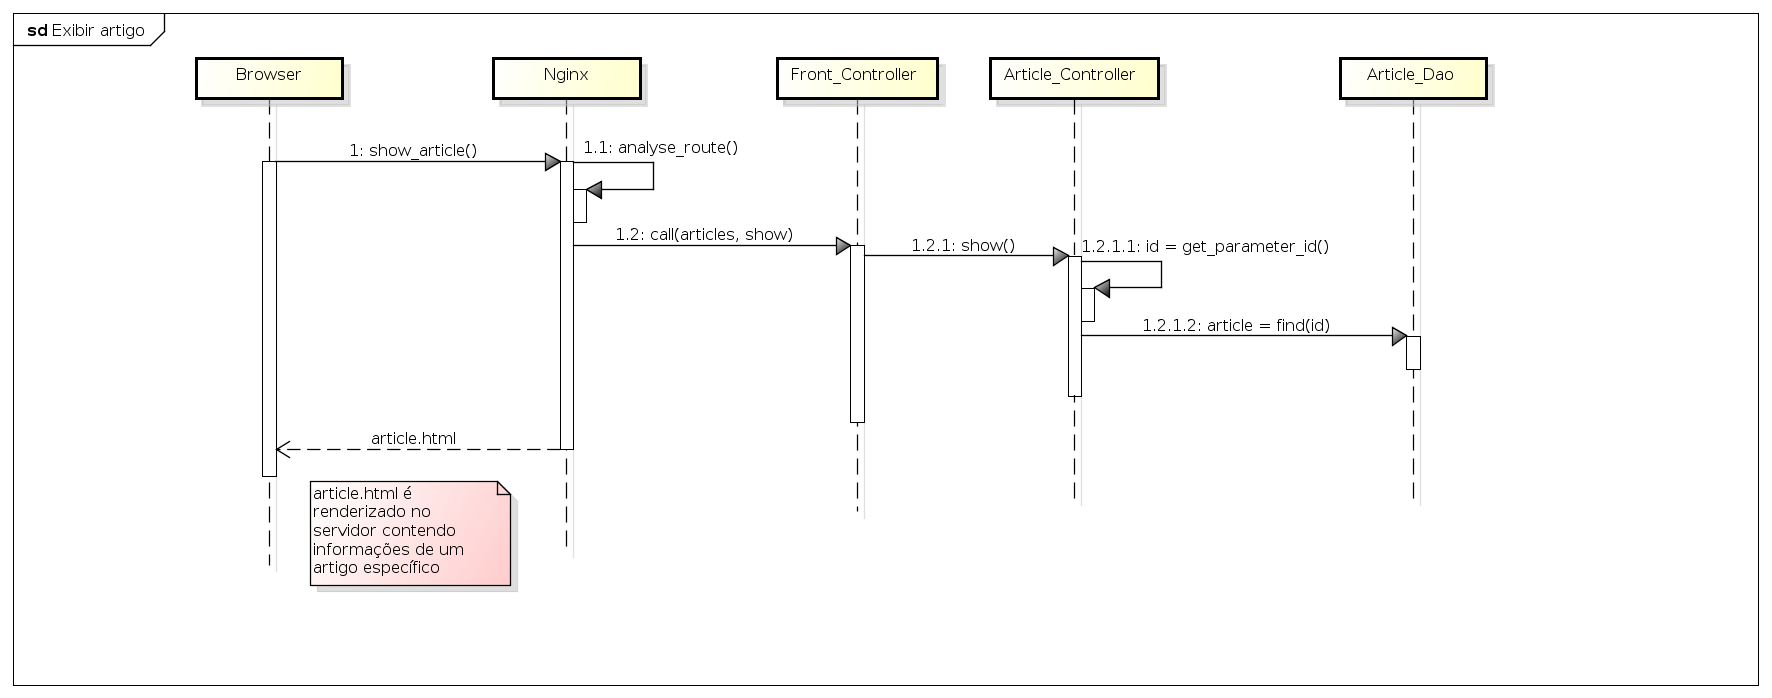 sd Exibir artigo
Browser
Nginx
Front_Controller
Article_Controller
Article_Dao
1: show_article()
1.1: analyse_route()
1.2: call(articles, show)
1.2.1: show()
1.2.1.1: id = get_parameter_id()
1.2.1.2: article = find(id)
article.html
article.html é
renderizado no
servidor contendo
informações de um
artigo específico